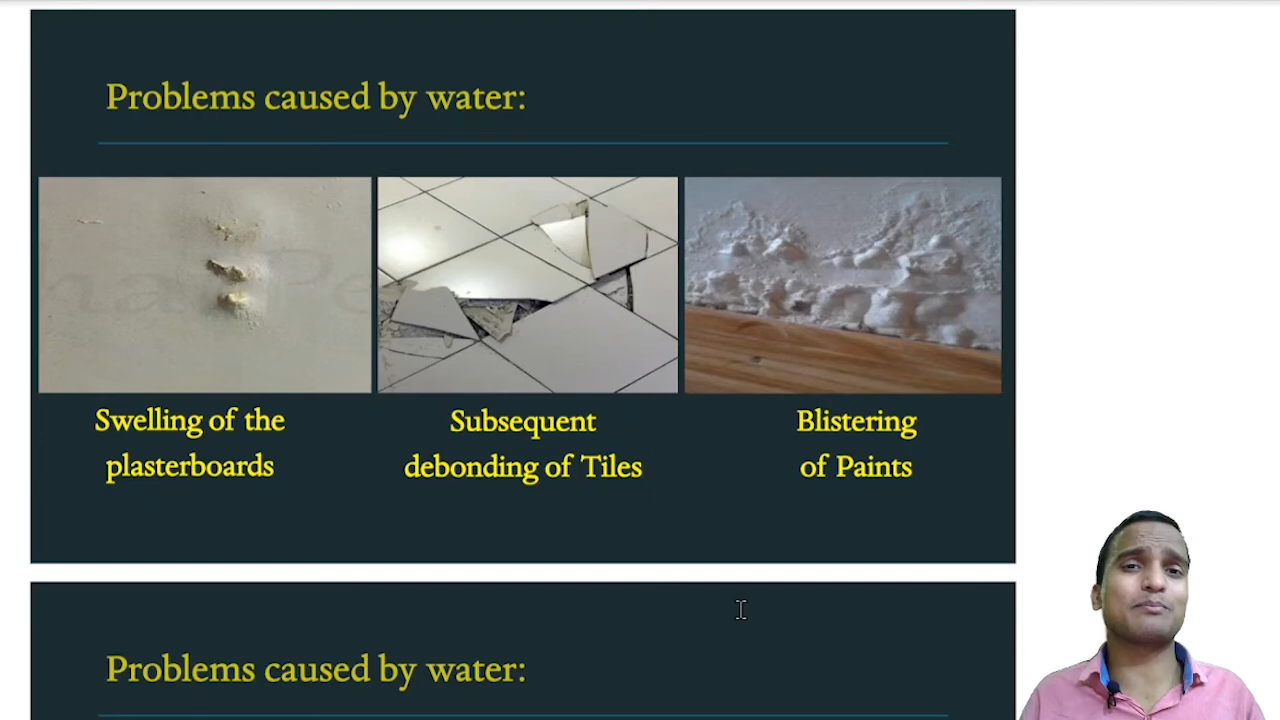 Problems caused by water:
Swelling of the
plasterboards
Subsequent
debonding of Tiles
Blistering
of Paints
Problems caused by water: